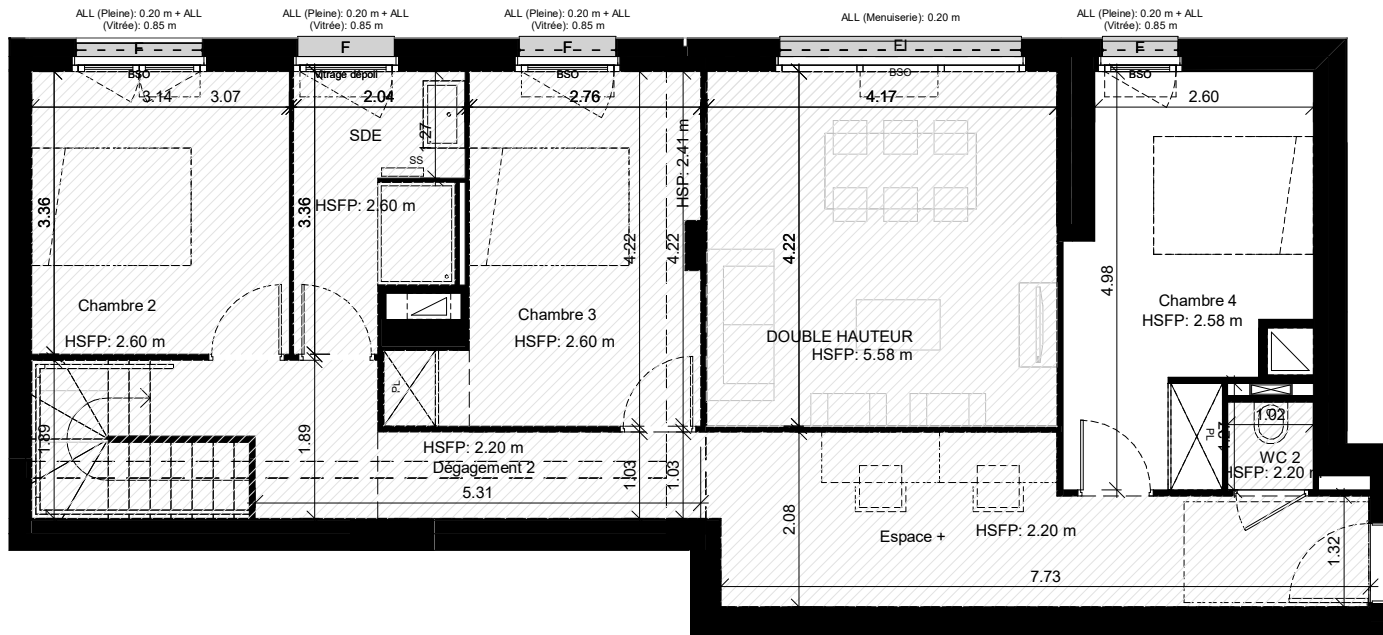 ALL (Pleine): 0.20 m + ALL
(Vitrée): 0.85 m
ALL (Pleine): 0.20 m + ALL
(Vitrée): 0.85 m
ALL (Pleine): 0.20 m + ALL
(Vitrée): 0.85 m
ALL (Menuiserie): 0.20 m
ALL (Pleine): 0.20 m + ALL
(Vitrée): 0.85 m
F
F
F
F
BSO
Vitrage dépoli
BSO
BSO
BSO
3.14
3.07
2.04
2.76
4.17
2.60
SDE
1.27
SS
HSP: 2.41 m
HSFP: 2.60 m
3.36
3.36
4.22
4.22
4.22
4.98
Chambre 2
HSFP: 2.60 m
Chambre 3
HSFP: 2.60 m
DOUBLE HAUTEUR
HSFP: 5.58 m
Chambre 4
HSFP: 2.58 m
PL
PL
1.02
WC 2
HSFP: 2.20
1.89
1.89
HSFP: 2.20 m
Dégagement 2
5.31
1.03
1.03
2.08
Espace +
HSFP: 2.20 m
1.32
7.73